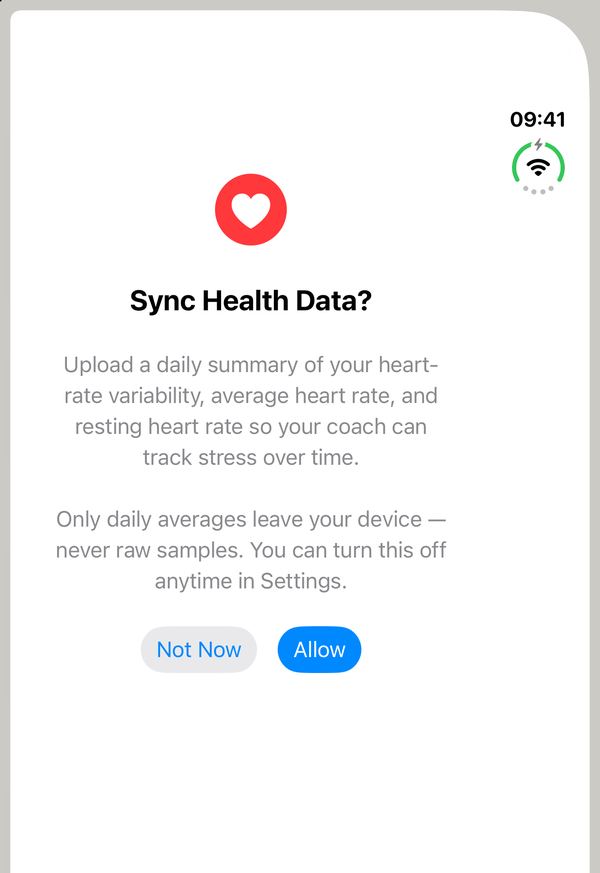 09:41
Sync Health Data?
Upload a daily summary of your heart-
rate variability, average heart rate, and
resting heart rate so your coach can
track stress over time.
Only daily averages leave your device —
never raw samples. You can turn this off
anytime in Settings.
Not Now
Allow